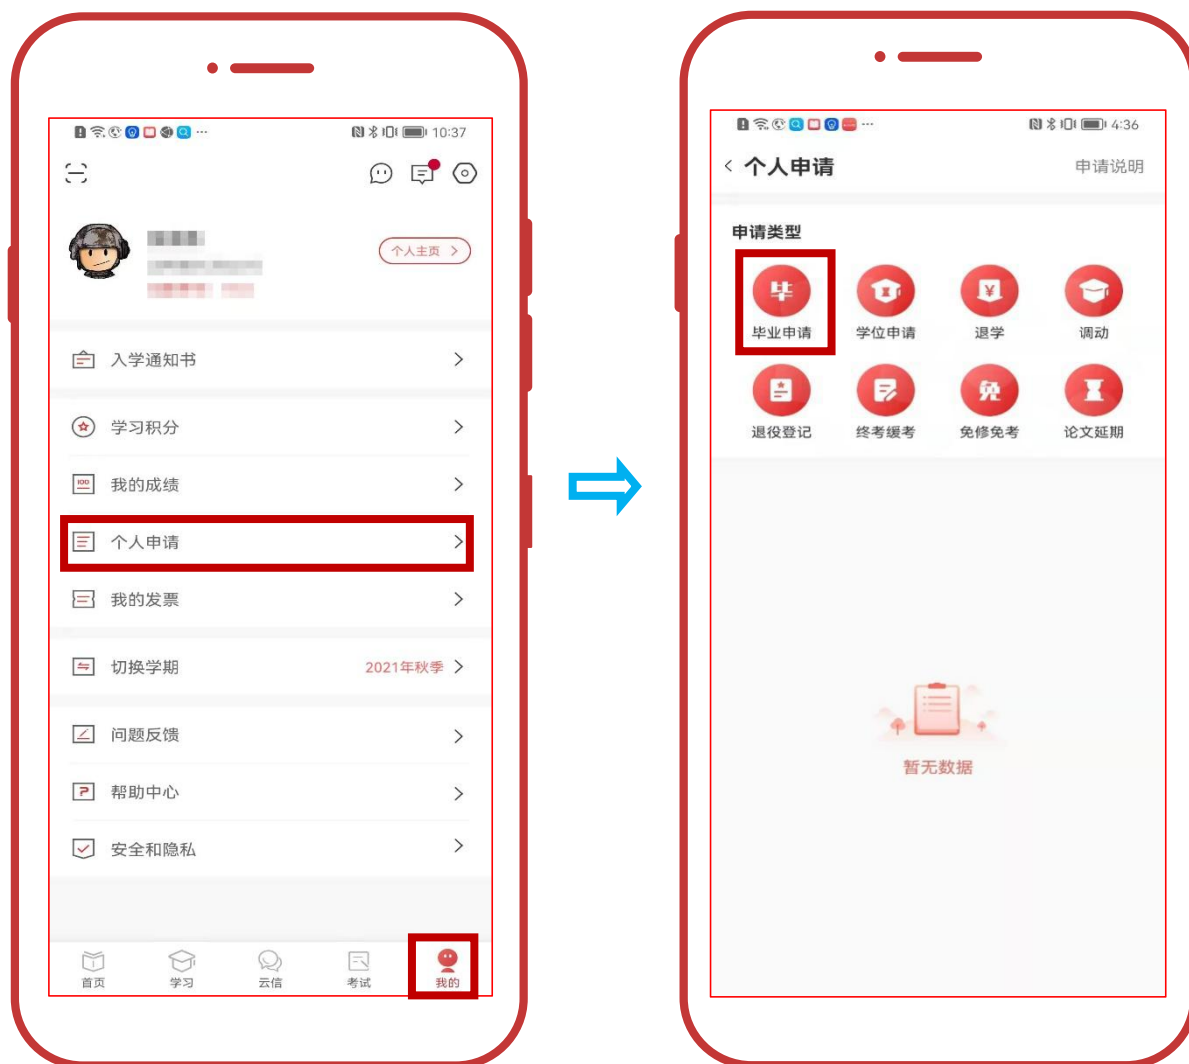 10:37
个人主页
入学通知书
学习积分
100
我的成绩
个人申请
我的发票
切换学期 2021年秋季
问题反馈
帮助中心
安全和隐私
首页 学习 云信 考试 我的
4:36
个人申请 申请说明
申请类型
毕
毕业申请 学位申请 退学 调动
免
退役登记 终考缓考 免修免考 论文延期
暂无数据